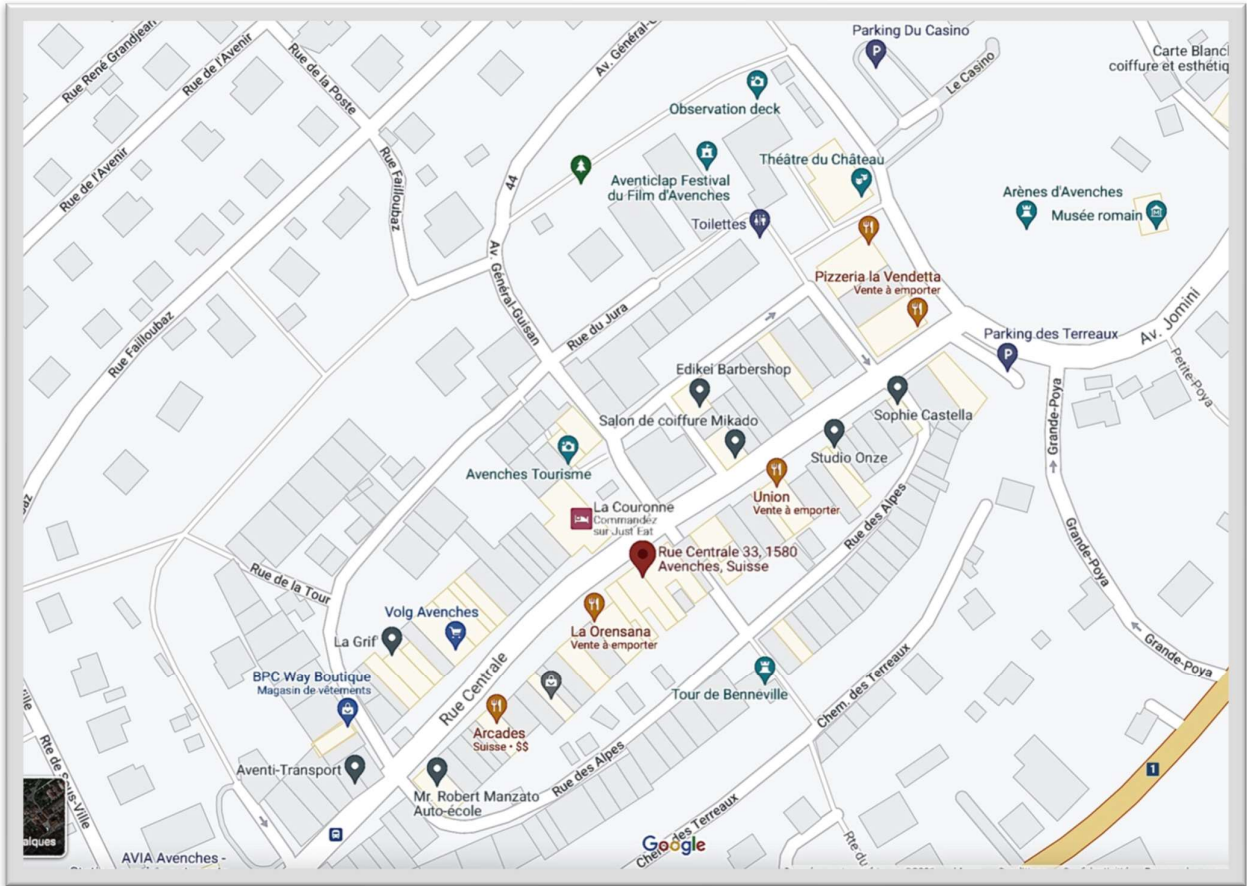 Parking Du Casino
Carte Blanc
coiffure et esthétiq
Rue René Grandjean
Rue de l'Avenir
Rue de la Poste
Av. Général-G
Le Casino
Observation deck
Rue de l'Avenir
Rue Failloubaz
44
Aventiclap Festival
du Film d'Avenches
Théâtre du Château
Arènes d'Avenches
Musée romain
Toilettes
Av. Général-Guisan
Pizzeria la Vendetta
Vente à emporter
Rue Failloubaz
Rue du Jura
Parking des Terreaux
Av. Jomini
Petite-Poya
Edikei Barbershop
Salon de coiffure Mikado
Sophie Castella
Grande-Poya
Studio Onze
Avenches Tourisme
Union
Vente à emporter
La Couronne
Commandez
sur Just Eat
Rue des Alpes
Rue Centrale 33, 1580
Avenches, Suisse
Grande-Poya
Rue de la Tour
Volg Avenches
La Grif'
La Orensana
Vente à emporter
Grande-Poya
BPC Way Boutique
Magasin de vêtements
Rue Centrale
Tour de Benneville
Chem. des Terreaux
Arcades
Suisse • $$
Rue des Alpes
Aventi-Transport
Mr. Robert Manzato
Auto-école
1
Rte de Sous-Ville
alques
Google
Chem. des Terreaux
Rte du
AVIA Avenches -